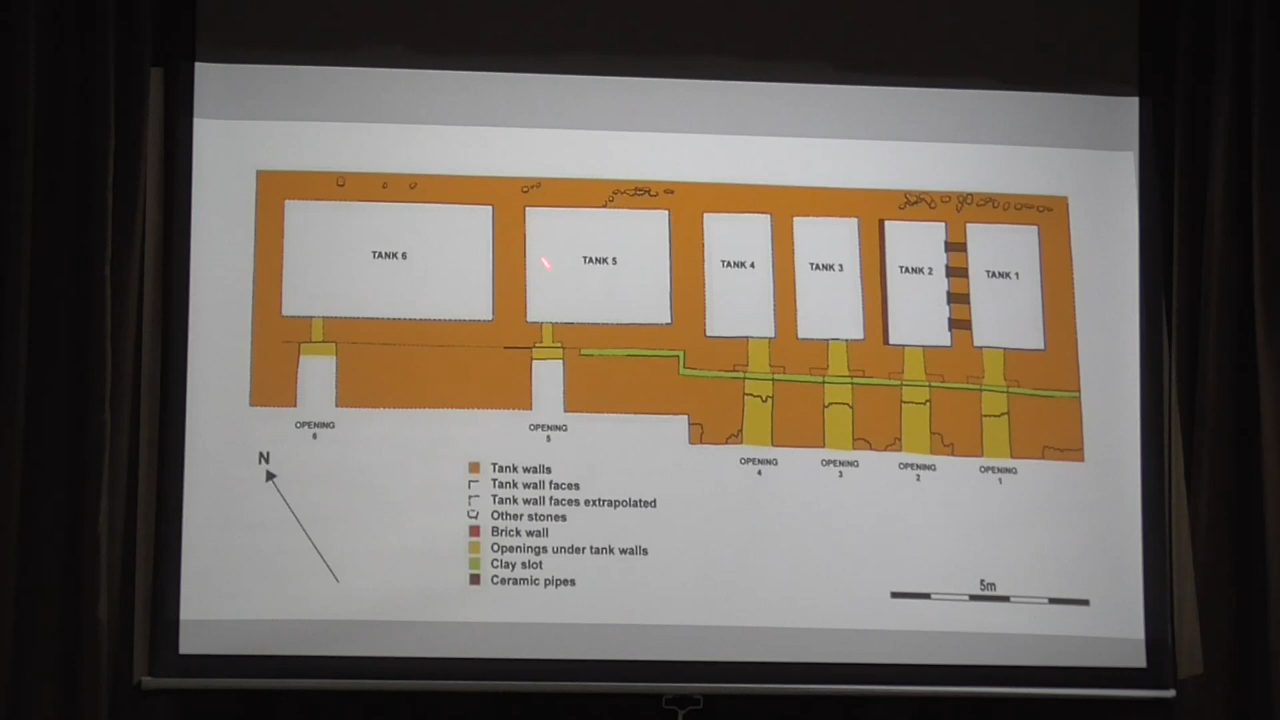 TANK 6
TANK 5
TANK 4
TANK 3
TANK 2
TANK 1
OPENING
6
OPENING
5
OPENING
4
OPENING
3
OPENING
2
OPENING
1
N
Tank walls
Tank wall faces
Tank wall faces extrapolated
Other stones
Brick wall
Openings under tank walls
Clay slot
Ceramic pipes
5m